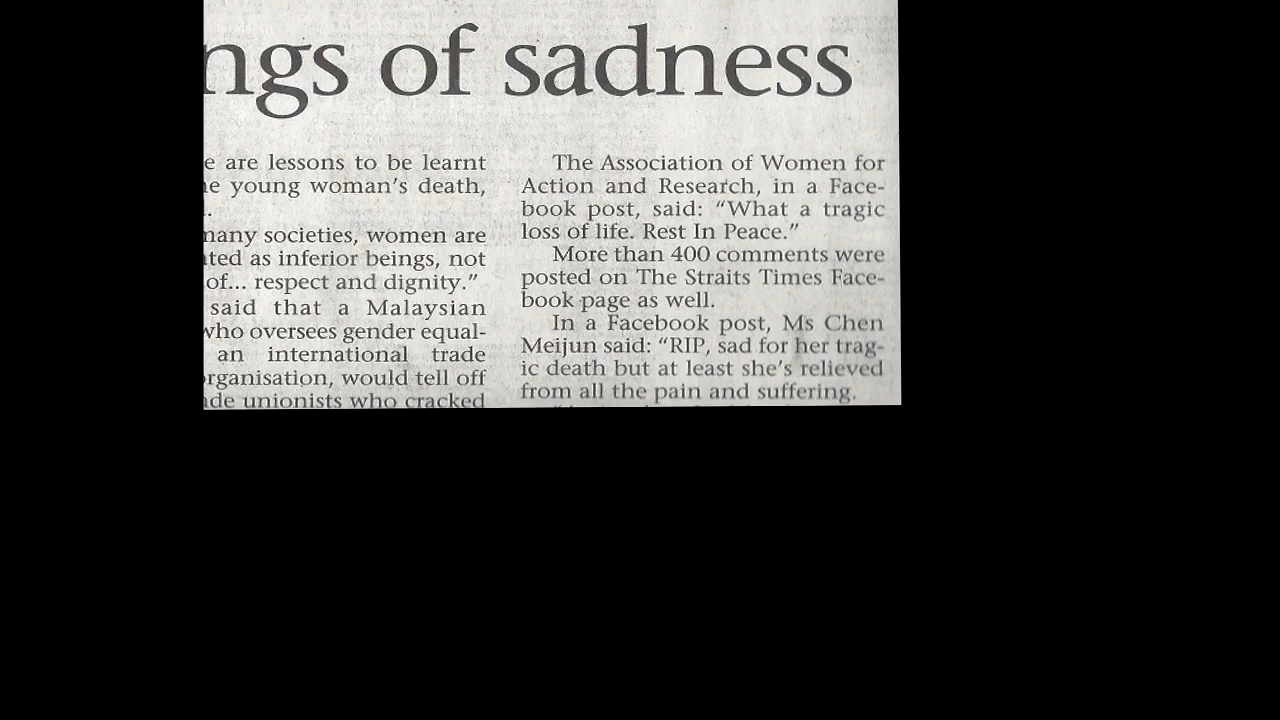 of sadness
are lessons to be learnt
young woman's death,
societies, women are
as inferior beings, not
of... respect and dignity."
said that a Malaysian
who oversees gender equal-
an international trade
organisation, would tell off
unionists who cracked
The Association of Women for
Action and Research, in a Face-
book post, said: "What a tragic
loss of life. Rest In Peace."
More than 400 comments were
posted on The Straits Times Face-
book page as well.
In a Facebook post, Ms Chen
Meijun said: "RIP, sad for her trag-
ic death but at least she's relieved
from all the pain and suffering.